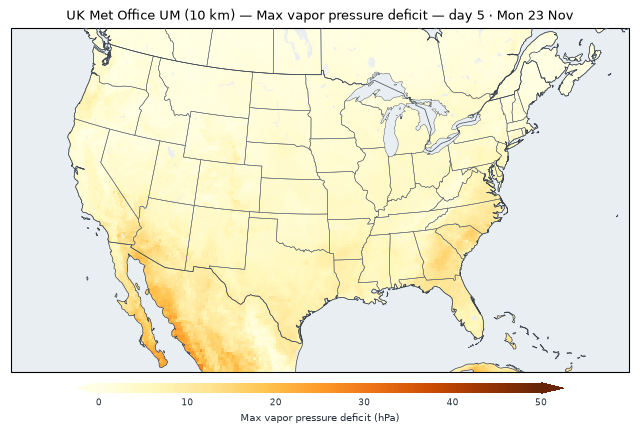 UK Met Office UM (10 km) — Max vapor pressure deficit — day 5 · Mon 23 Nov
0 10 20 30 40 50
Max vapor pressure deficit (hPa)